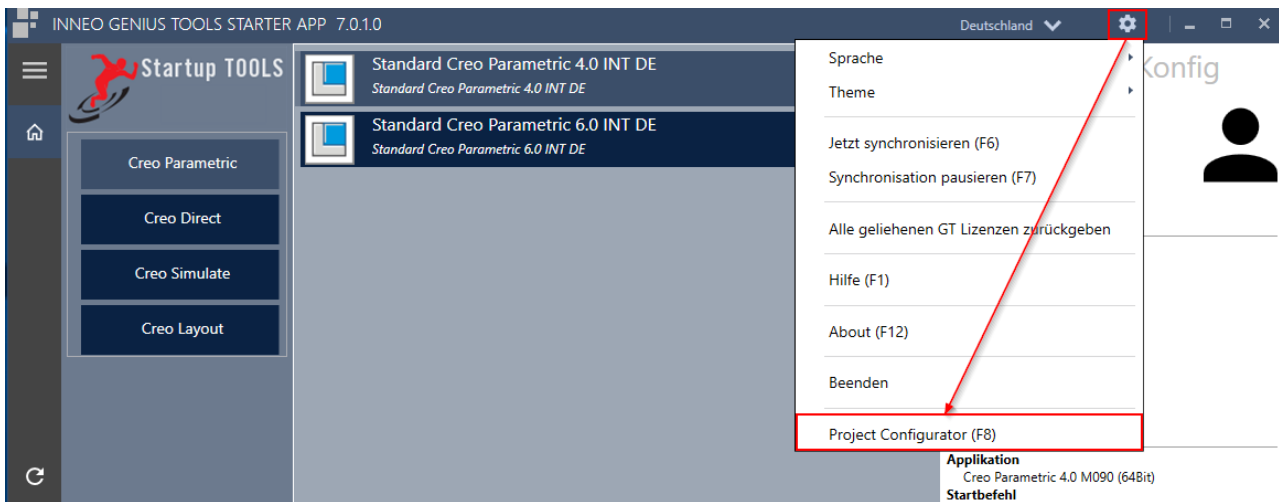 INNEO GENIUS TOOLS STARTER APP 7.0.1.0
Deutschland
Startup TOOLS
Creo Parametric
Creo Direct
Creo Simulate
Creo Layout
Standard Creo Parametric 4.0 INT DE
Standard Creo Parametric 4.0 INT DE
Standard Creo Parametric 6.0 INT DE
Standard Creo Parametric 6.0 INT DE
Sprache
Theme
Jetzt synchronisieren (F6)
Synchronisation pausieren (F7)
Alle geliehenen GT Lizenzen zurückgeben
Hilfe (F1)
About (F12)
Beenden
Project Configurator (F8)
Konfig
Applikation
Creo Parametric 4.0 M090 (64Bit)
Startbefehl